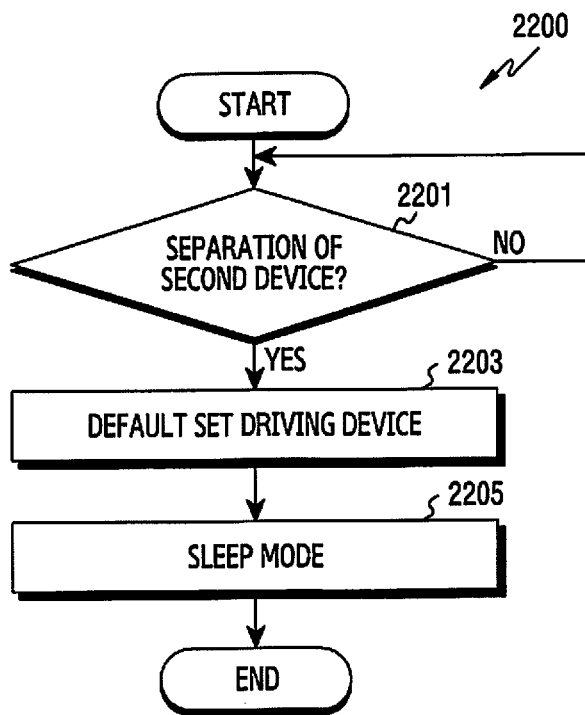 2200
START
2201
SEPARATION OF
SECOND DEVICE?
NO
YES
2203
DEFAULT SET DRIVING DEVICE
2205
SLEEP MODE
END